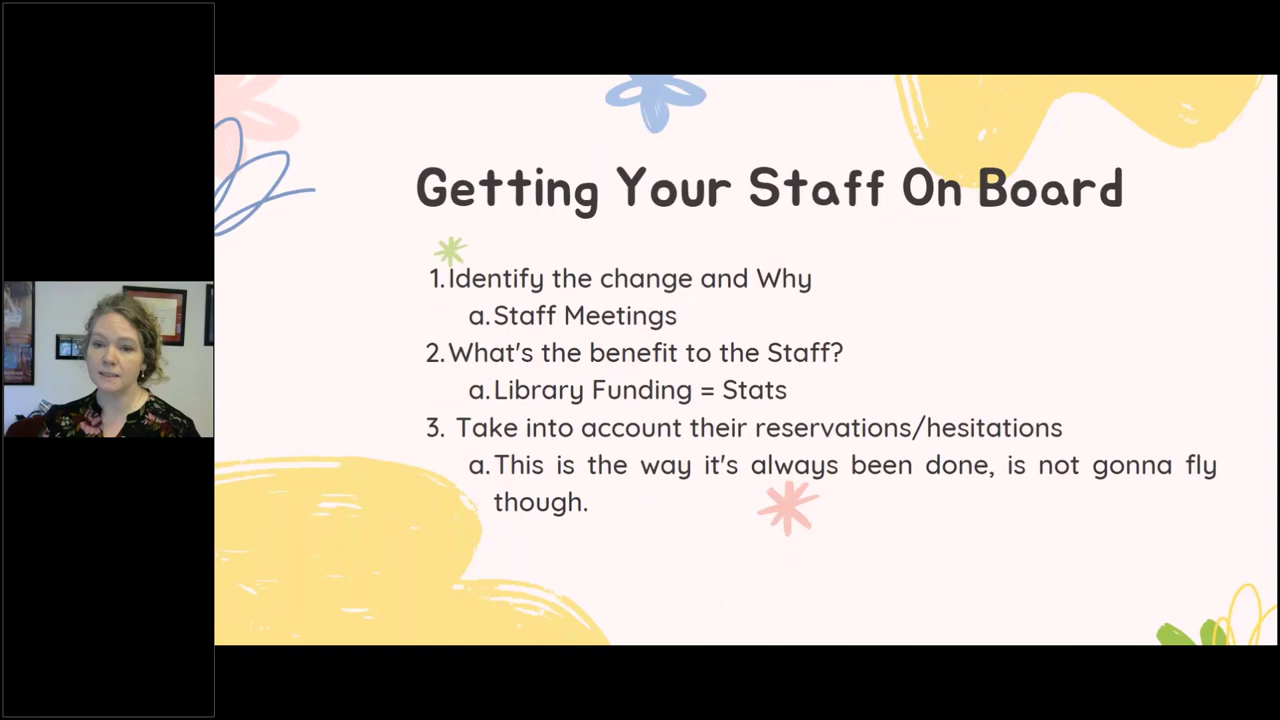 Getting Your Staff On Board
1. Identify the change and Why
a. Staff Meetings
2. What's the benefit to the Staff?
a. Library Funding = Stats
3. Take into account their reservations/hesitations
a. This is the way it's always been done, is not gonna fly
though.